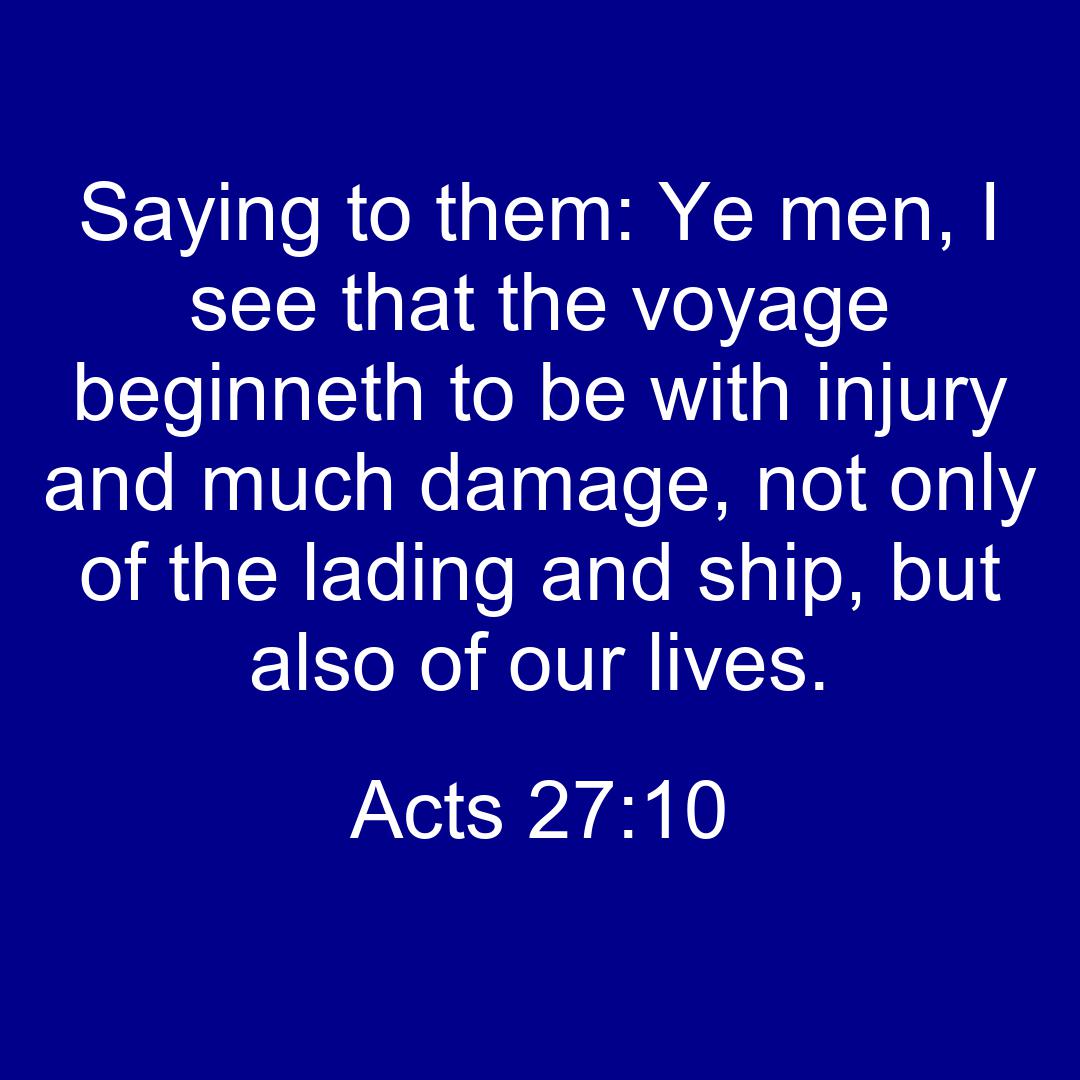 Saying to them: Ye men, I
see that the voyage
beginneth to be with injury
and much damage, not only
of the lading and ship, but
also of our lives.
Acts 27:10